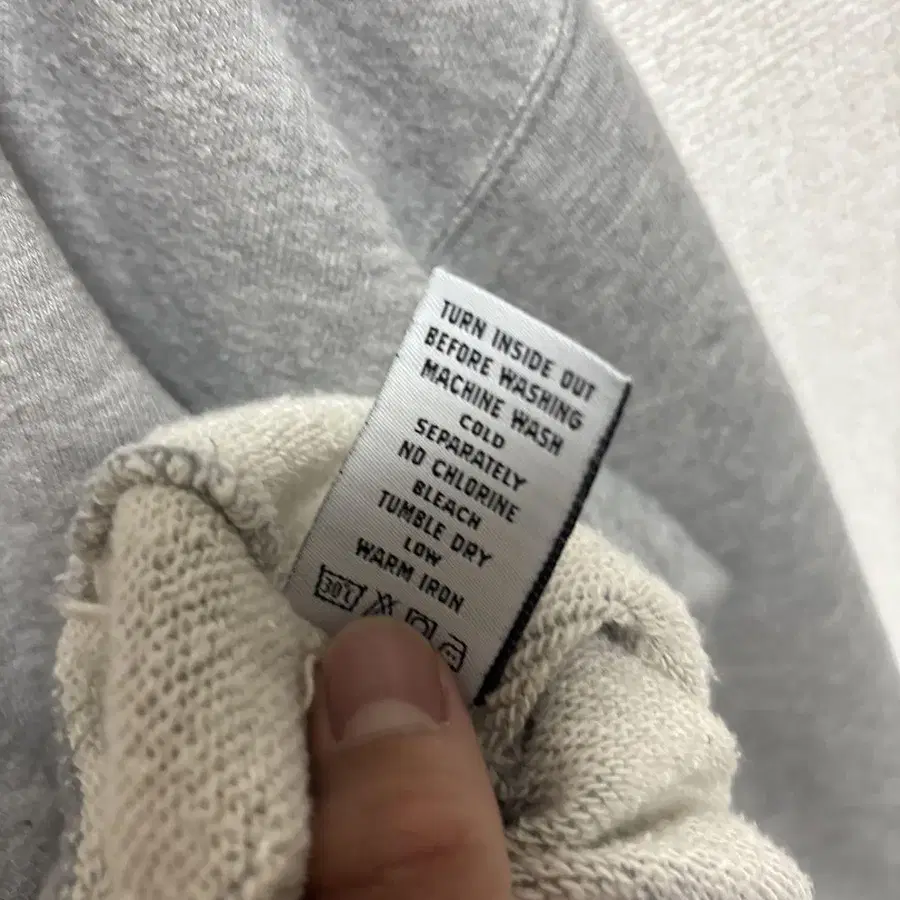 TURN INSIDE OUT
BEFORE WASHING
MACHINE WASH
COLD
SEPARATELY
NO CHLORINE
BLEACH
TUMBLE DRY
LOW
WARM IRON
30℃